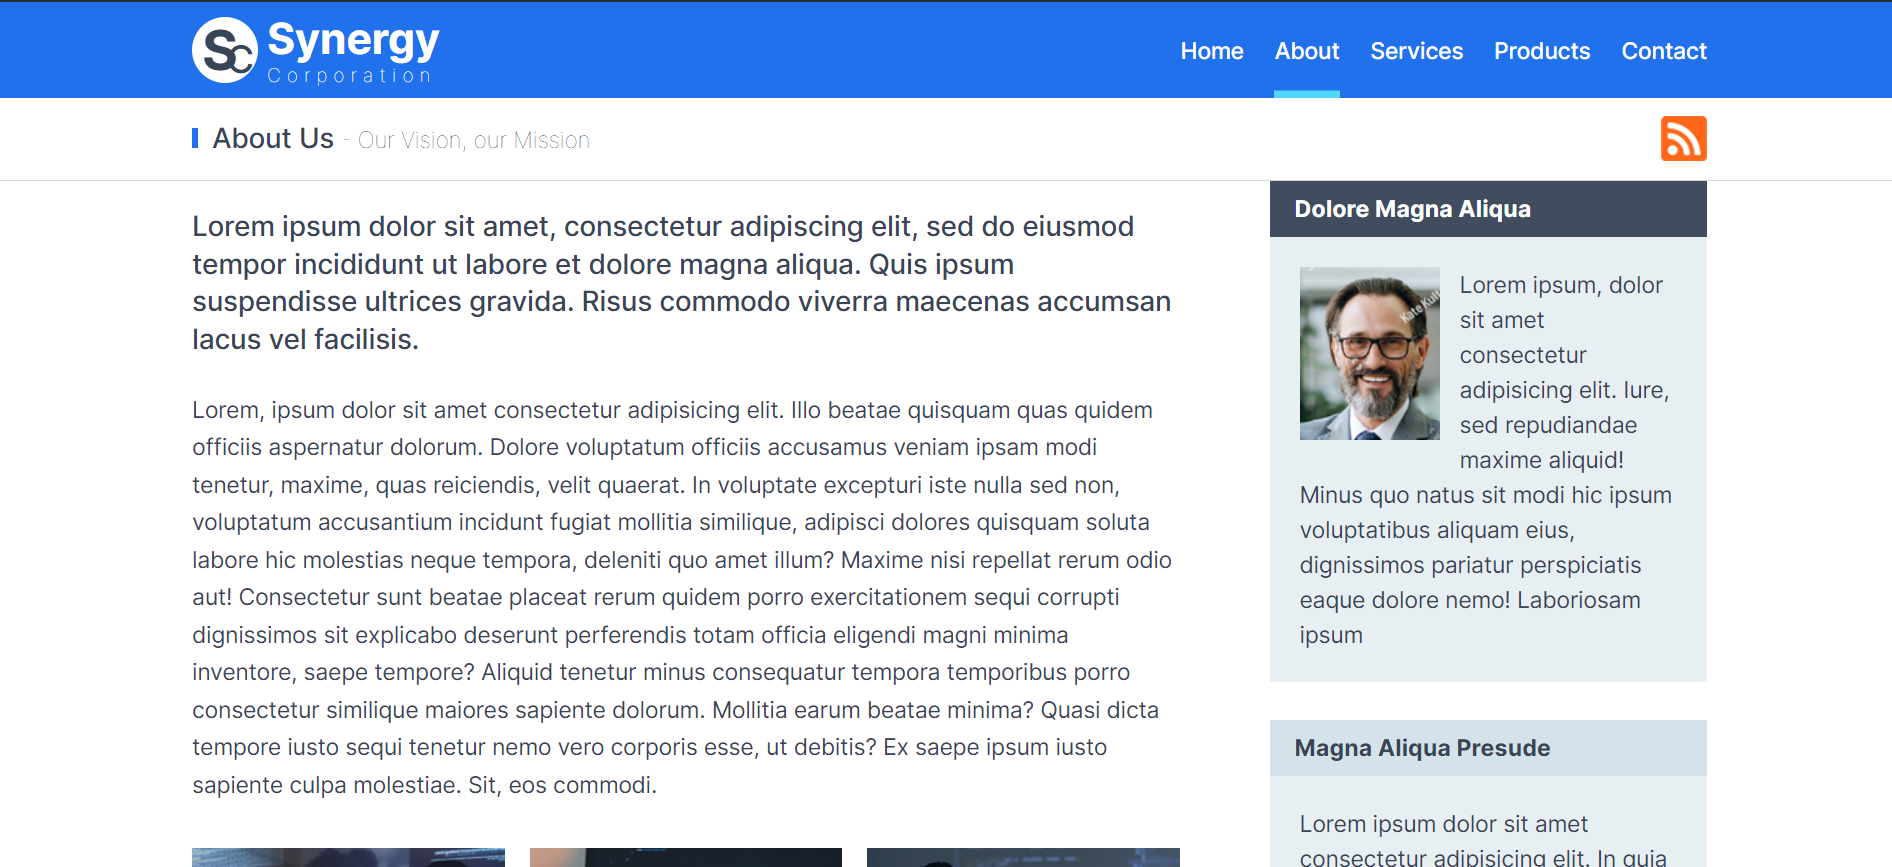 Sc Synergy
Corporation
Home About Services Products Contact
About Us - Our Vision, our Mission
Lorem ipsum dolor sit amet, consectetur adipiscing elit, sed do eiusmod
tempor incididunt ut labore et dolore magna aliqua. Quis ipsum
suspendisse ultrices gravida. Risus commodo viverra maecenas accumsan
lacus vel facilisis.
Lorem, ipsum dolor sit amet consectetur adipisicing elit. Illo beatae quisquam quas quidem
officiis aspernatur dolorum. Dolore voluptatum officiis accusamus veniam ipsam modi
tenetur, maxime, quas reiciendis, velit quaerat. In voluptate excepturi iste nulla sed non,
voluptatum accusantium incidunt fugiat mollitia similique, adipisci dolores quisquam soluta
labore hic molestias neque tempora, deleniti quo amet illum? Maxime nisi repellat rerum odio
aut! Consectetur sunt beatae placeat rerum quidem porro exercitationem sequi corrupti
dignissimos sit explicabo deserunt perferendis totam officia eligendi magni minima
inventore, saepe tempore? Aliquid tenetur minus consequatur tempora temporibus porro
consectetur similique maiores sapiente dolorum. Mollitia earum beatae minima? Quasi dicta
tempore iusto sequi tenetur nemo vero corporis esse, ut debitis? Ex saepe ipsum iusto
sapiente culpa molestiae. Sit, eos commodi.
Dolore Magna Aliqua
Kate Kult
Lorem ipsum, dolor
sit amet
consectetur
adipisicing elit. Iure,
sed repudiandae
maxime aliquid!
Minus quo natus sit modi hic ipsum
voluptatibus aliquam eius,
dignissimos pariatur perspiciatis
eaque dolore nemo! Laboriosam
ipsum
Magna Aliqua Presude
Lorem ipsum dolor sit amet
consectetur adipisicing elit. In quia